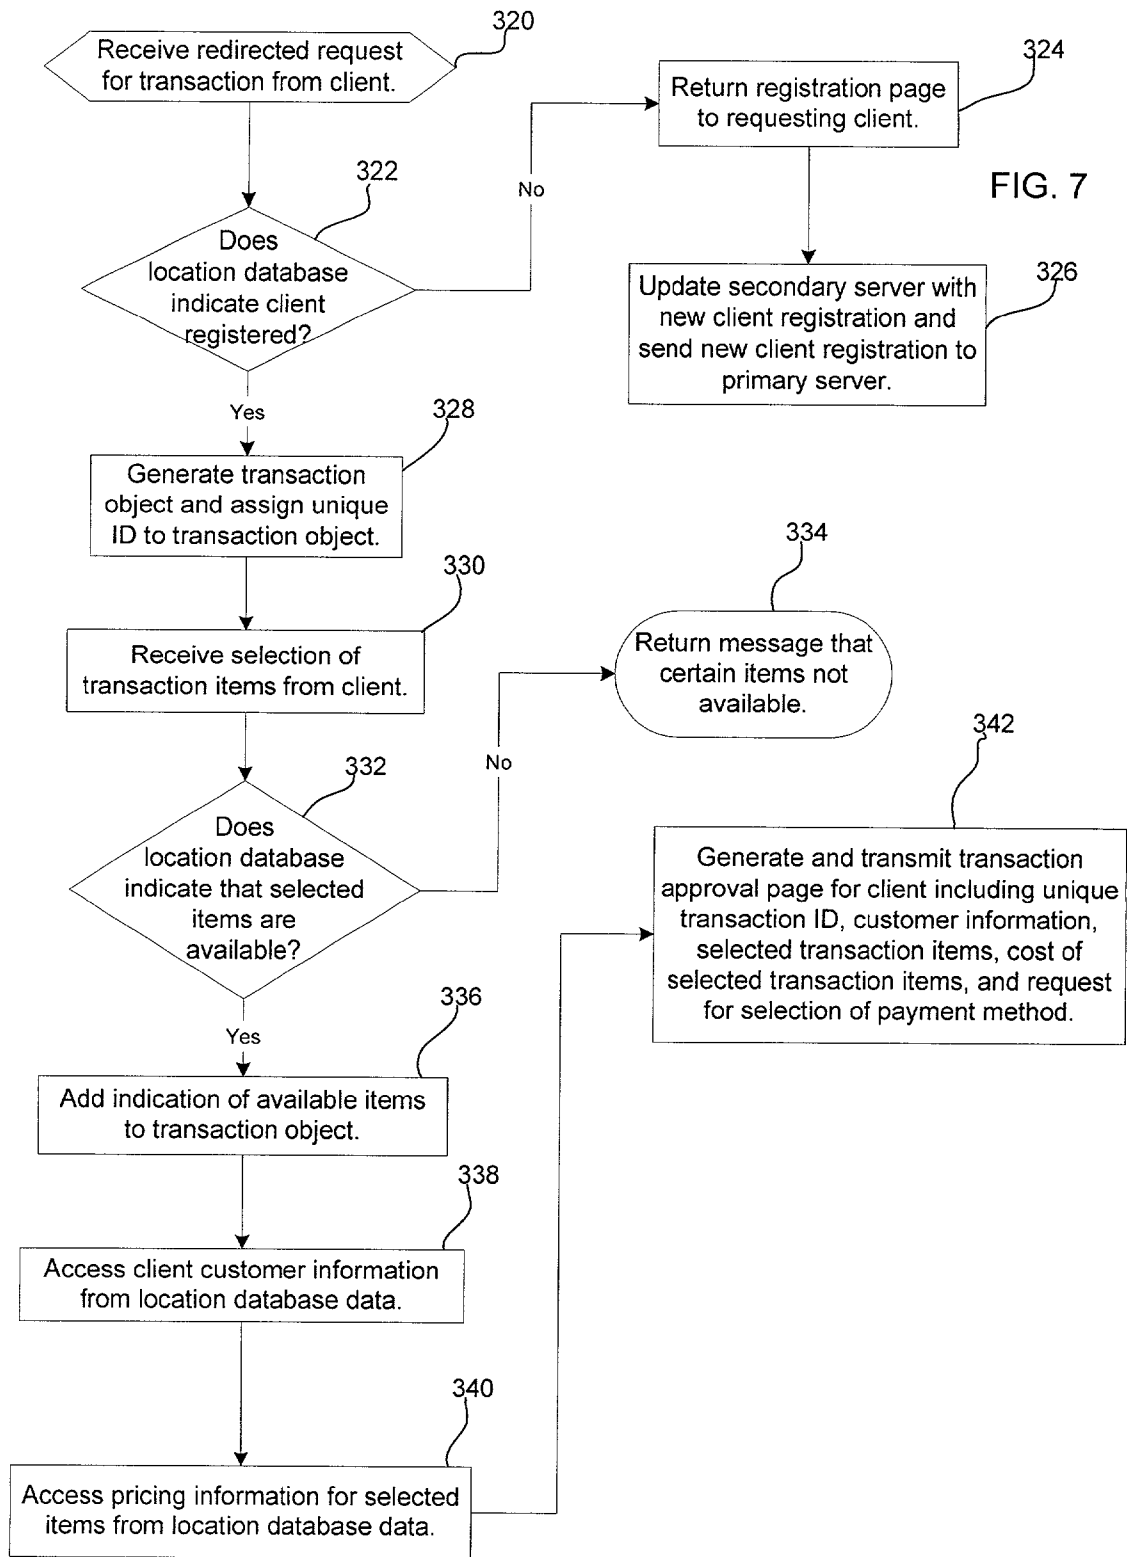 320
Receive redirected request
for transaction from client.
324
Return registration page
to requesting client.
FIG. 7
322
No
Does
location database
indicate client
registered?
326
Update secondary server with
new client registration and
send new client registration to
primary server.
Yes
328
Generate transaction
object and assign unique
ID to transaction object.
330
Receive selection of
transaction items from client.
334
Return message that
certain items not
available.
332
No
Does
location database
indicate that selected
items are
available?
342
Generate and transmit transaction
approval page for client including unique
transaction ID, customer information,
selected transaction items, cost of
selected transaction items, and request
for selection of payment method.
Yes
336
Add indication of available items
to transaction object.
338
Access client customer information
from location database data.
340
Access pricing information for selected
items from location database data.